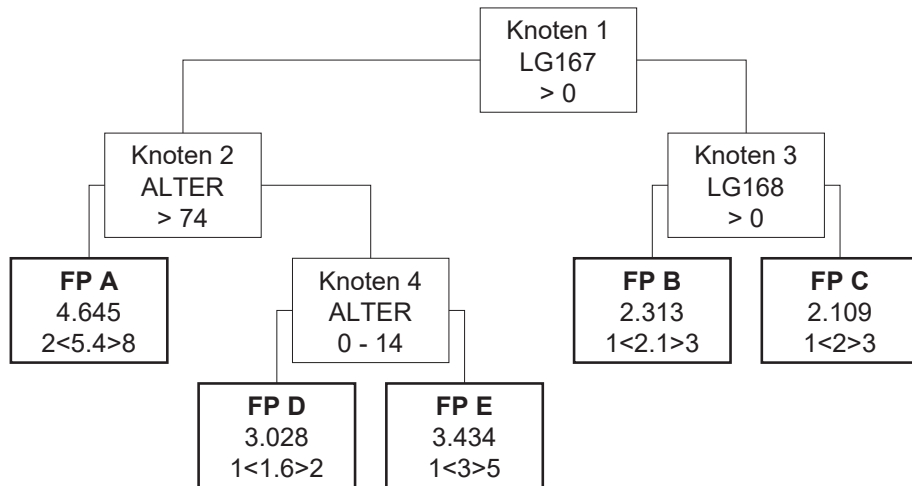 Knoten 1
LG167
> 0
Knoten 2
ALTER
> 74
Knoten 3
LG168
> 0
FP A
4.645
2<5.4>8
Knoten 4
ALTER
0 - 14
FP B
2.313
1<2.1>3
FP C
2.109
1<2>3
FP D
3.028
1<1.6>2
FP E
3.434
1<3>5